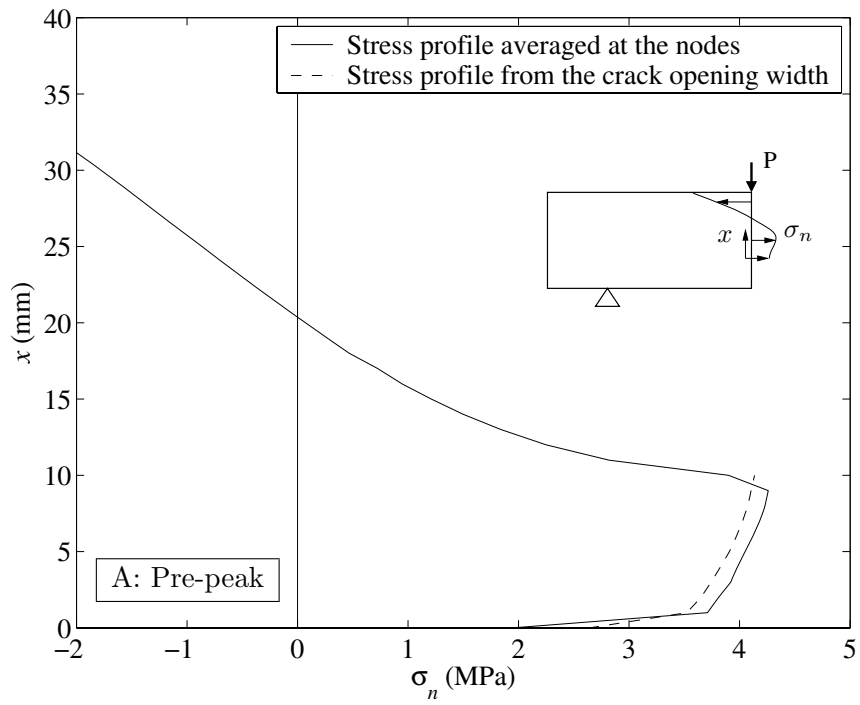 40
35
30
25
20
15
10
5
0
x (mm)
Stress profile averaged at the nodes
Stress profile from the crack opening width
P
x
σn
A: Pre-peak
−2
−1
0
1
2
3
4
5
σn (MPa)